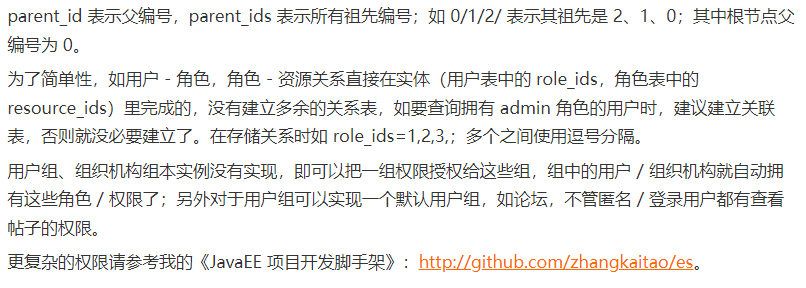 parent_id 表示父编号，parent_ids 表示所有祖先编号；如 0/1/2/ 表示其祖先是 2、1、0；其中根节点父
编号为 0。
为了简单性，如用户 - 角色，角色 - 资源关系直接在实体（用户表中的 role_ids，角色表中的
resource_ids）里完成的，没有建立多余的关系表，如要查询拥有 admin 角色的用户时，建议建立关联
表，否则就没必要建立了。在存储关系时如 role_ids=1,2,3,；多个之间使用逗号分隔。
用户组、组织机构组本实例没有实现，即可以把一组权限授权给这些组，组中的用户 / 组织机构就自动拥
有这些角色 / 权限了；另外对于用户组可以实现一个默认用户组，如论坛，不管匿名 / 登录用户都有查看
帖子的权限。
更复杂的权限请参考我的《JavaEE 项目开发脚手架》：http://github.com/zhangkaitao/es。